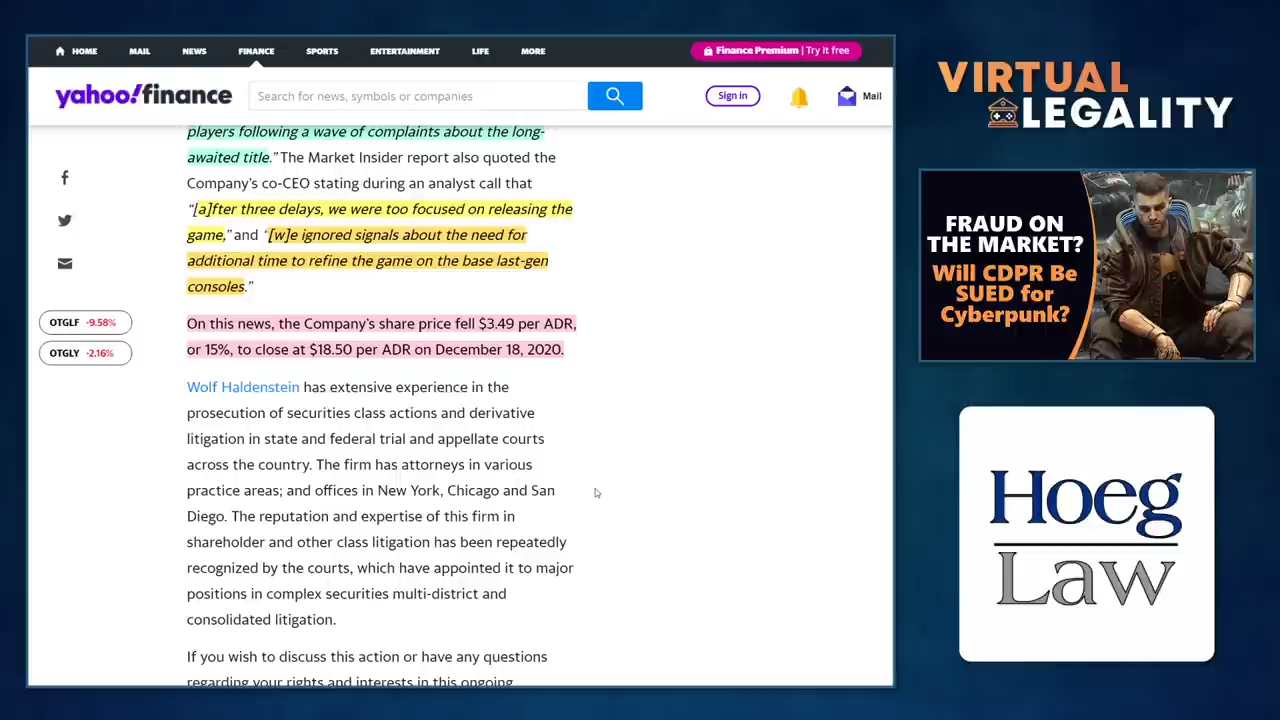 HOME MAIL NEWS FINANCE SPORTS ENTERTAINMENT LIFE MORE Finance Premium | Try it free
yahoo!finance Search for news, symbols or companies Sign in Mail
players following a wave of complaints about the long-
awaited title.” The Market Insider report also quoted the
Company’s co-CEO stating during an analyst call that
“[a]fter three delays, we were too focused on releasing the
game,” and “[w]e ignored signals about the need for
additional time to refine the game on the base last-gen
consoles.”
OTGLF -9.58%
OTGLY -2.16%
On this news, the Company’s share price fell $3.49 per ADR,
or 15%, to close at $18.50 per ADR on December 18, 2020.
Wolf Haldenstein has extensive experience in the
prosecution of securities class actions and derivative
litigation in state and federal trial and appellate courts
across the country. The firm has attorneys in various
practice areas; and offices in New York, Chicago and San
Diego. The reputation and expertise of this firm in
shareholder and other class litigation has been repeatedly
recognized by the courts, which have appointed it to major
positions in complex securities multi-district and
consolidated litigation.
If you wish to discuss this action or have any questions
regarding your rights and interests in this ongoing
VIRTUAL
LEGALITY
FRAUD ON
THE MARKET?
Will CDPR Be
SUED for
Cyberpunk?
Hoeg
Law